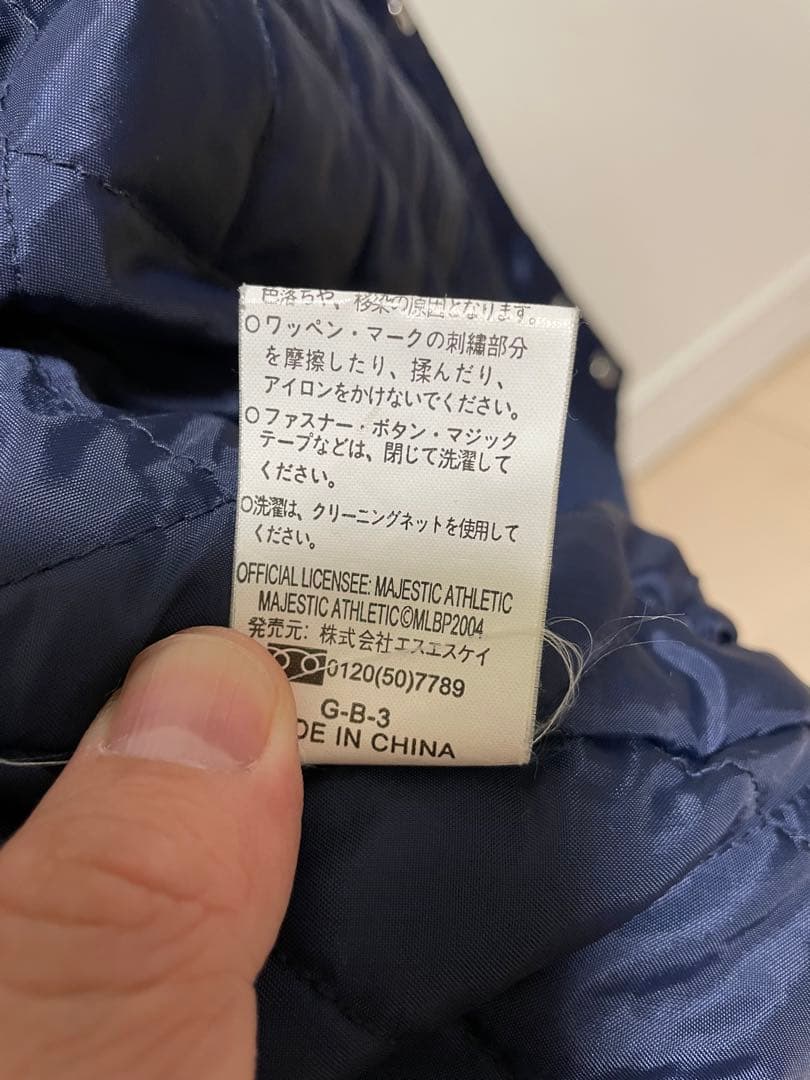 色落ちや、移染の原因となります。
○ワッペン・マークの刺繍部分
を摩擦したり、揉んだり、
アイロンをかけないでください。
○ファスナー・ボタン・マジック
テープなどは、閉じて洗濯して
ください。
○洗濯は、クリーニングネットを使用して
ください。
OFFICIAL LICENSEE: MAJESTIC ATHLETIC
MAJESTIC ATHLETIC©MLBP2004
発売元: 株式会社エスエスケイ
0120(50)7789
G-B-3
DE IN CHINA